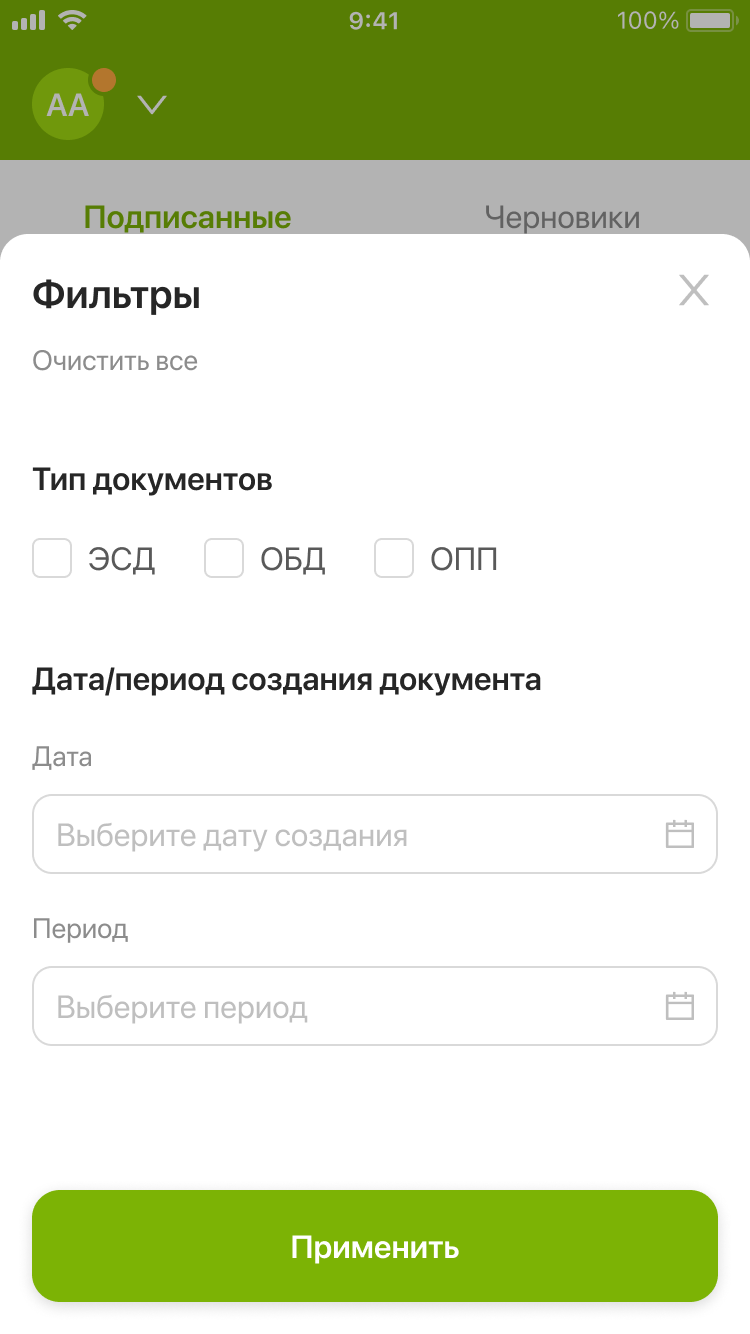 9:41
100%
AA
Подписанные
Черновики
Фильтры
Очистить все
Тип документов
ЭСД
ОБД
ОПП
Дата/период создания документа
Дата
Выберите дату создания
Период
Выберите период
Применить